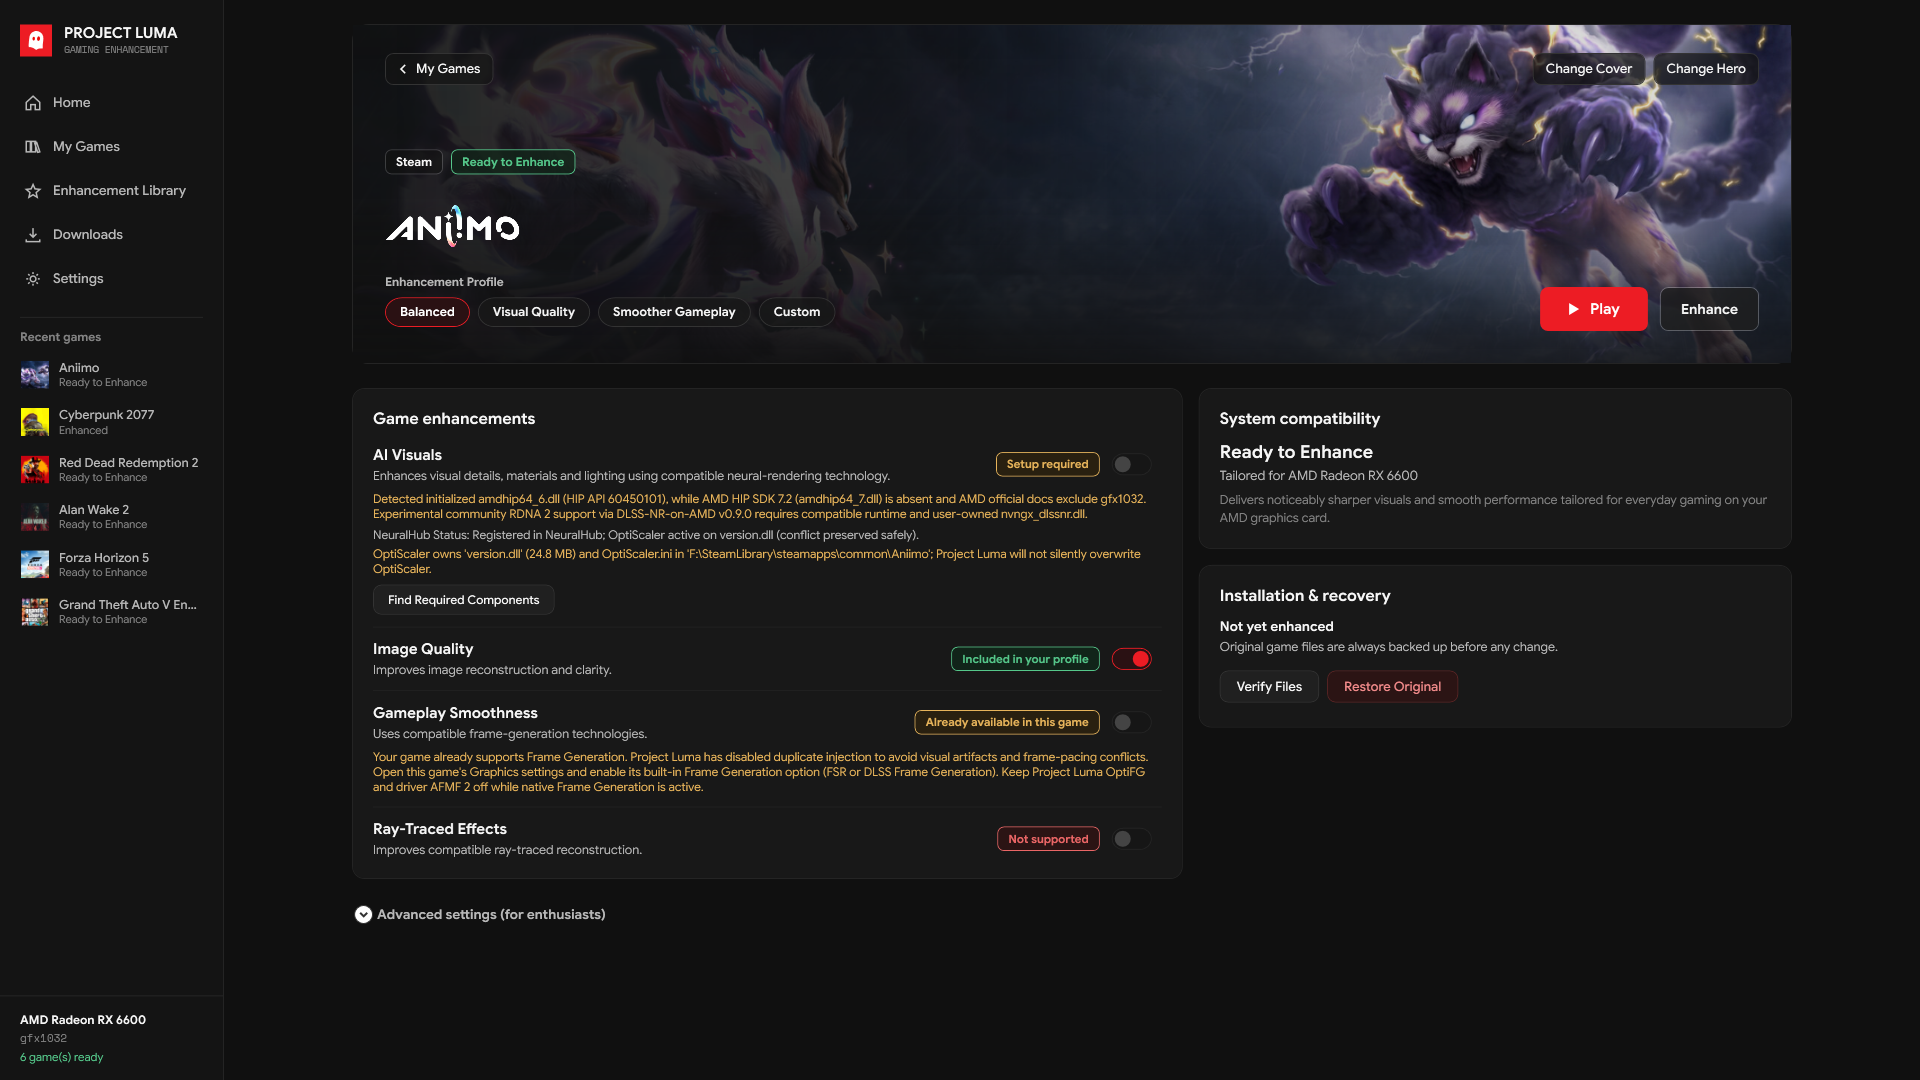 PROJECT LUMA
GAMING ENHANCEMENT
Home
My Games
Enhancement Library
Downloads
Settings
Recent games
Aniimo
Ready to Enhance
Cyberpunk 2077
Enhanced
Red Dead Redemption 2
Ready to Enhance
Alan Wake 2
Ready to Enhance
Forza Horizon 5
Ready to Enhance
Grand Theft Auto V En...
Ready to Enhance
AMD Radeon RX 6600
gfx1032
6 game(s) ready
My Games
Change Cover
Change Hero
Steam
Ready to Enhance
ANIIMO
Enhancement Profile
Balanced
Visual Quality
Smoother Gameplay
Custom
Play
Enhance
Game enhancements
AI Visuals
Enhances visual details, materials and lighting using compatible neural-rendering technology.
Setup required
Detected initialized amdhip64_6.dll (HIP API 60450101), while AMD HIP SDK 7.2 (amdhip64_7.dll) is absent and AMD official docs exclude gfx1032.
Experimental community RDNA 2 support via DLSS-NR-on-AMD v0.9.0 requires compatible runtime and user-owned nvngx_dlssnr.dll.
NeuralHub Status: Registered in NeuralHub; OptiScaler active on version.dll (conflict preserved safely).
OptiScaler owns 'version.dll' (24.8 MB) and OptiScaler.ini in 'F:\SteamLibrary\steamapps\common\Aniimo'; Project Luma will not silently overwrite
OptiScaler.
Find Required Components
Image Quality
Improves image reconstruction and clarity.
Included in your profile
Gameplay Smoothness
Uses compatible frame-generation technologies.
Already available in this game
Your game already supports Frame Generation. Project Luma has disabled duplicate injection to avoid visual artifacts and frame-pacing conflicts.
Open this game's Graphics settings and enable its built-in Frame Generation option (FSR or DLSS Frame Generation). Keep Project Luma OptiFG
and driver AFMF 2 off while native Frame Generation is active.
Ray-Traced Effects
Improves compatible ray-traced reconstruction.
Not supported
Advanced settings (for enthusiasts)
System compatibility
Ready to Enhance
Tailored for AMD Radeon RX 6600
Delivers noticeably sharper visuals and smooth performance tailored for everyday gaming on your
AMD graphics card.
Installation & recovery
Not yet enhanced
Original game files are always backed up before any change.
Verify Files
Restore Original